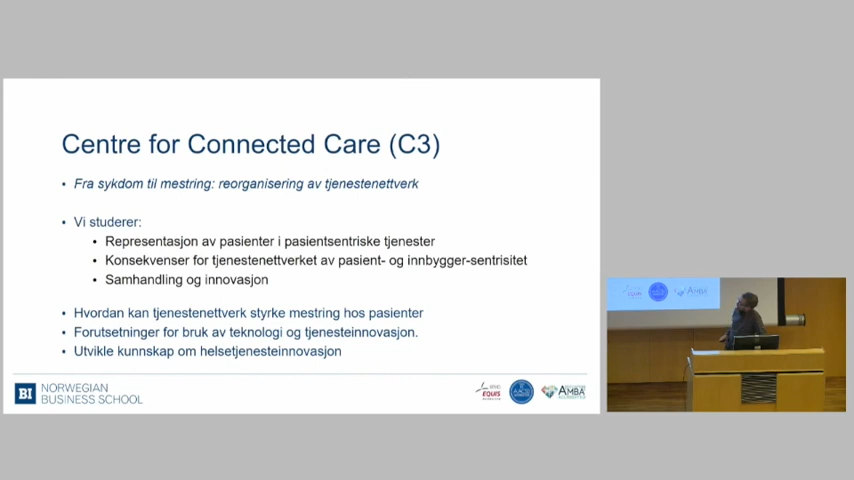 Centre for Connected Care (C3)
• Fra sykdom til mestring: reorganisering av tjenestenettverk
• Vi studerer:
• Representasjon av pasienter i pasientsentriske tjenester
• Konsekvenser for tjenestenettverket av pasient- og innbygger-sentrisitet
• Samhandling og innovasjon
• Hvordan kan tjenestenettverk styrke mestring hos pasienter
• Forutsetninger for bruk av teknologi og tjenesteinnovasjon.
• Utvikle kunnskap om helsetjenesteinnovasjon
BI NORWEGIAN
BUSINESS SCHOOL
EQUIS
AMBA
AMBA